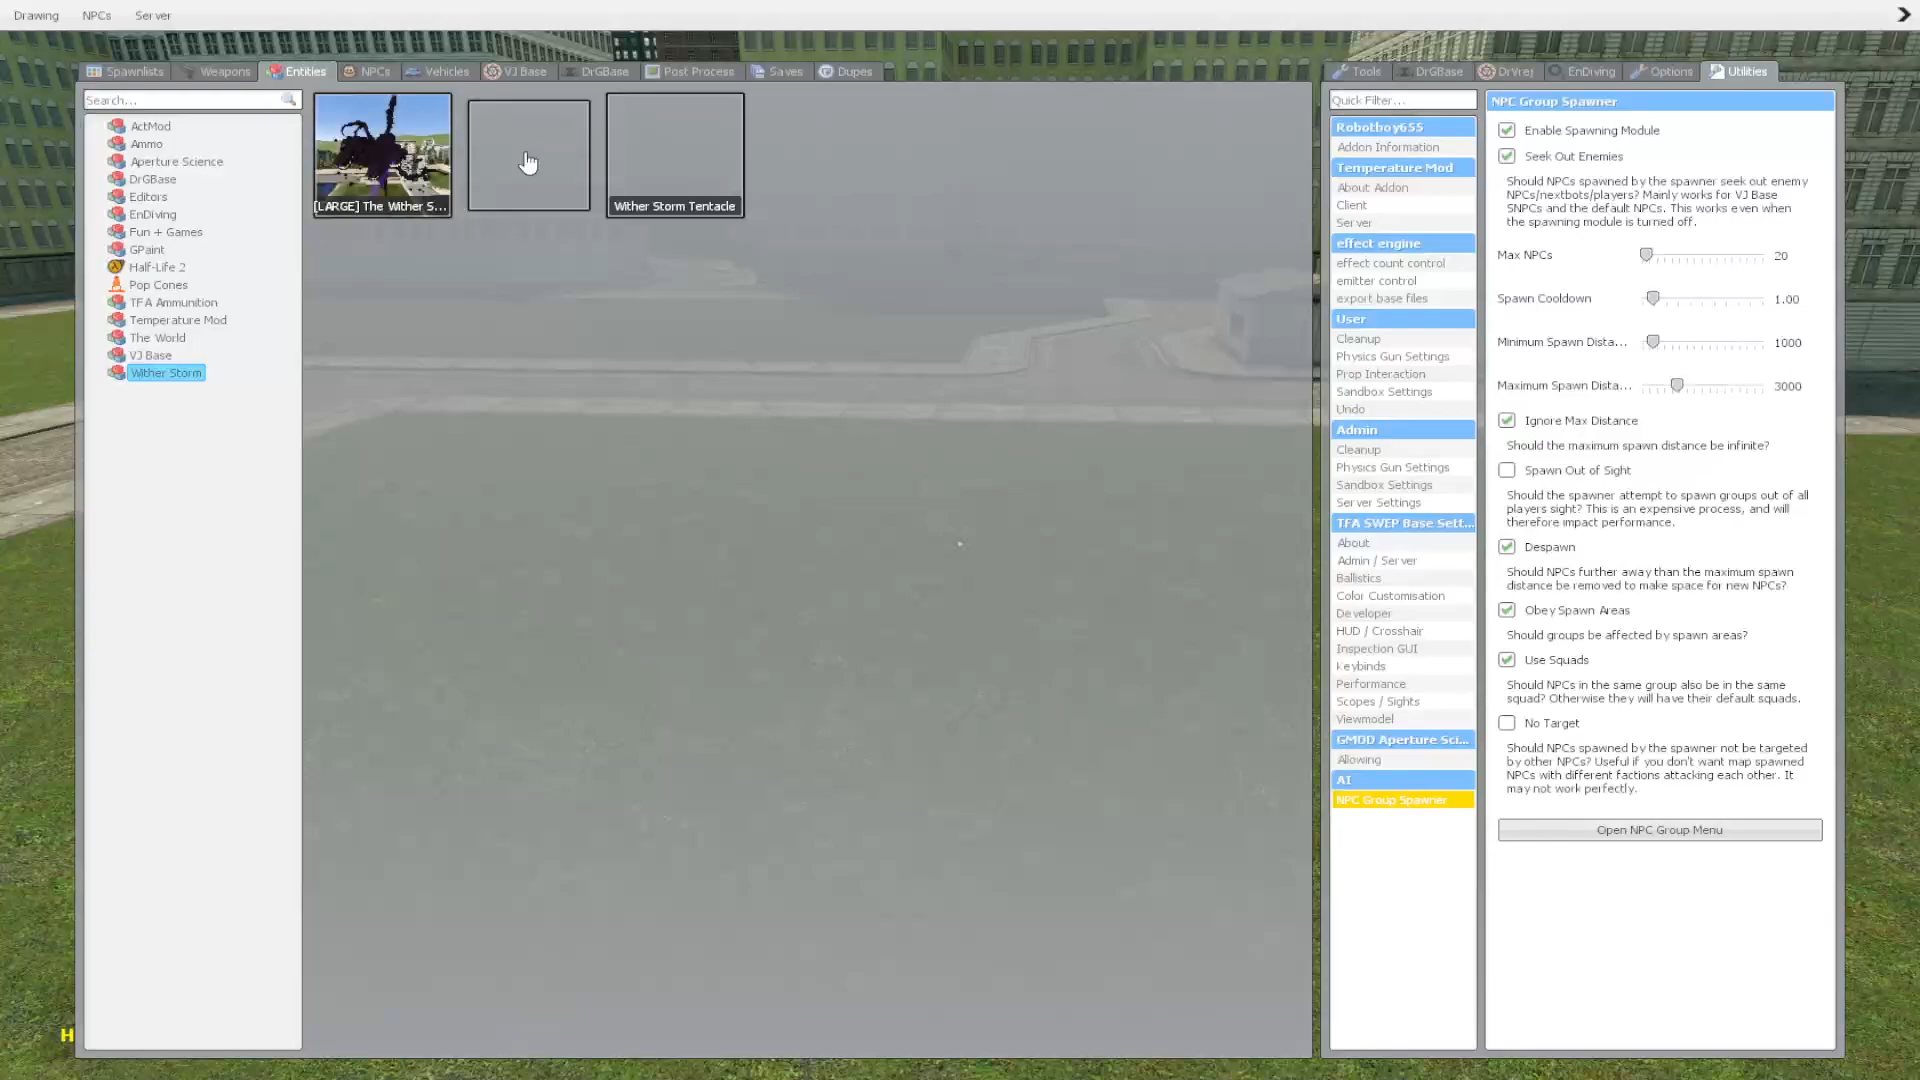 Drawing NPCs Server
Spawnlists Weapons Entities NPCs Vehicles VJ Base DrGBase Post Process Saves Dupes
Search...
ActMod
Ammo
Aperture Science
DrGBase
Editors
EnDiving
Fun + Games
GPaint
Half-Life 2
Pop Cones
TFA Ammunition
Temperature Mod
The World
VJ Base
Wither Storm
[LARGE] The Wither S...
Wither Storm Tentacle
H
Tools DrGBase DrVrej EnDiving Options Utilities
Quick Filter...
Robotboy655
Addon Information
Temperature Mod
About Addon
Client
Server
effect engine
effect count control
emitter control
export base files
User
Cleanup
Physics Gun Settings
Prop Interaction
Sandbox Settings
Undo
Admin
Cleanup
Physics Gun Settings
Sandbox Settings
Server Settings
TFA SWEP Base Sett...
About
Admin / Server
Ballistics
Color Customisation
Developer
HUD / Crosshair
Inspection GUI
Keybinds
Performance
Scopes / Sights
Viewmodel
GMOD Aperture Sci...
Allowing
AI
NPC Group Spawner
NPC Group Spawner
Enable Spawning Module
Seek Out Enemies
Should NPCs spawned by the spawner seek out enemy
NPCs/nextbots/players? Mainly works for VJ Base
SNPCs and the default NPCs. This works even when
the spawning module is turned off.
Max NPCs 20
Spawn Cooldown 1.00
Minimum Spawn Dista... 1000
Maximum Spawn Dista... 3000
Ignore Max Distance
Should the maximum spawn distance be infinite?
Spawn Out of Sight
Should the spawner attempt to spawn groups out of all
players sight? This is an expensive process, and will
therefore impact performance.
Despawn
Should NPCs further away than the maximum spawn
distance be removed to make space for new NPCs?
Obey Spawn Areas
Should groups be affected by spawn areas?
Use Squads
Should NPCs in the same group also be in the same
squad? Otherwise they will have their default squads.
No Target
Should NPCs spawned by the spawner not be targeted
by other NPCs? Useful if you don't want map spawned
NPCs with different factions attacking each other. It
may not work perfectly.
Open NPC Group Menu